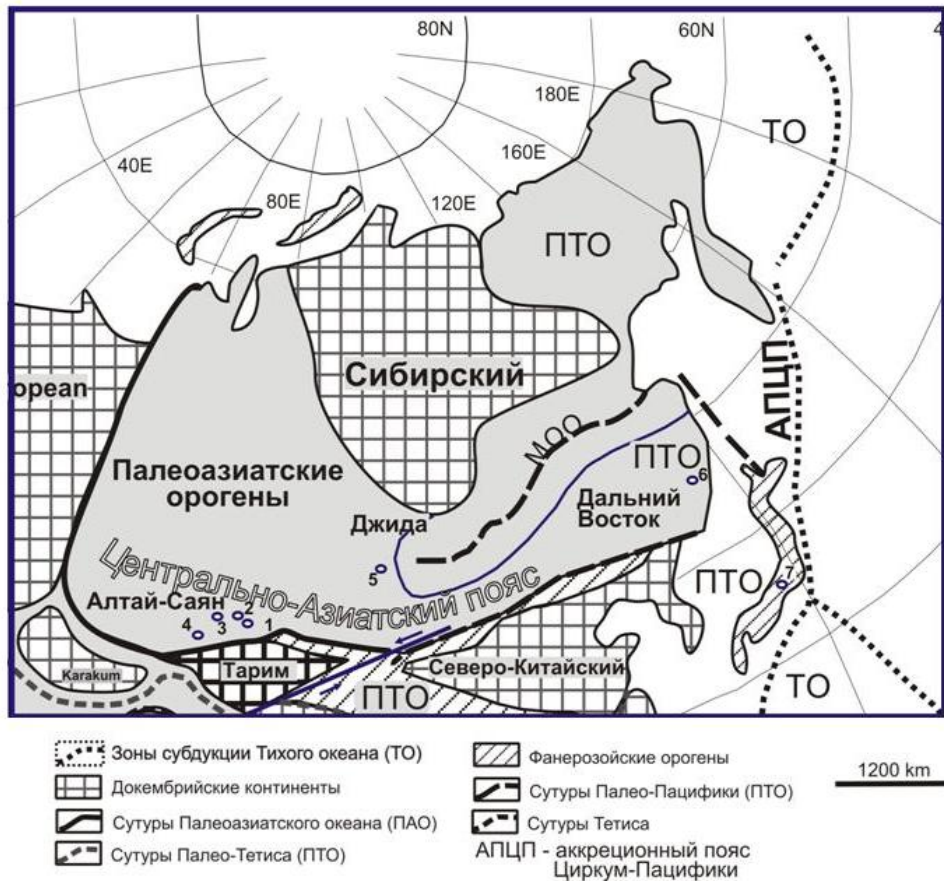 80N
60N
4
180E
ТО
160E
40E
80E
120E
ПТО
АПЦП
opean
Сибирский
МОО
Палеоазиатские
орогены
ПТО
6
Дальний
Восток
Джида
5
Центрально-Азиатский пояс
ПТО
7
Алтай-Саян
2
4
3
1
Karakum
Тарим
Северо-Китайский
ПТО
ТО
Зоны субдукции Тихого океана (ТО)
Докембрийские континенты
Сутуры Палеоазиатского океана (ПАО)
Сутуры Палео-Тетиса (ПТО)
Фанерозойские орогены
Сутуры Палео-Пацифики (ПТО)
Сутуры Тетиса
АПЦП - аккреционный пояс
Циркум-Пацифики
1200 km